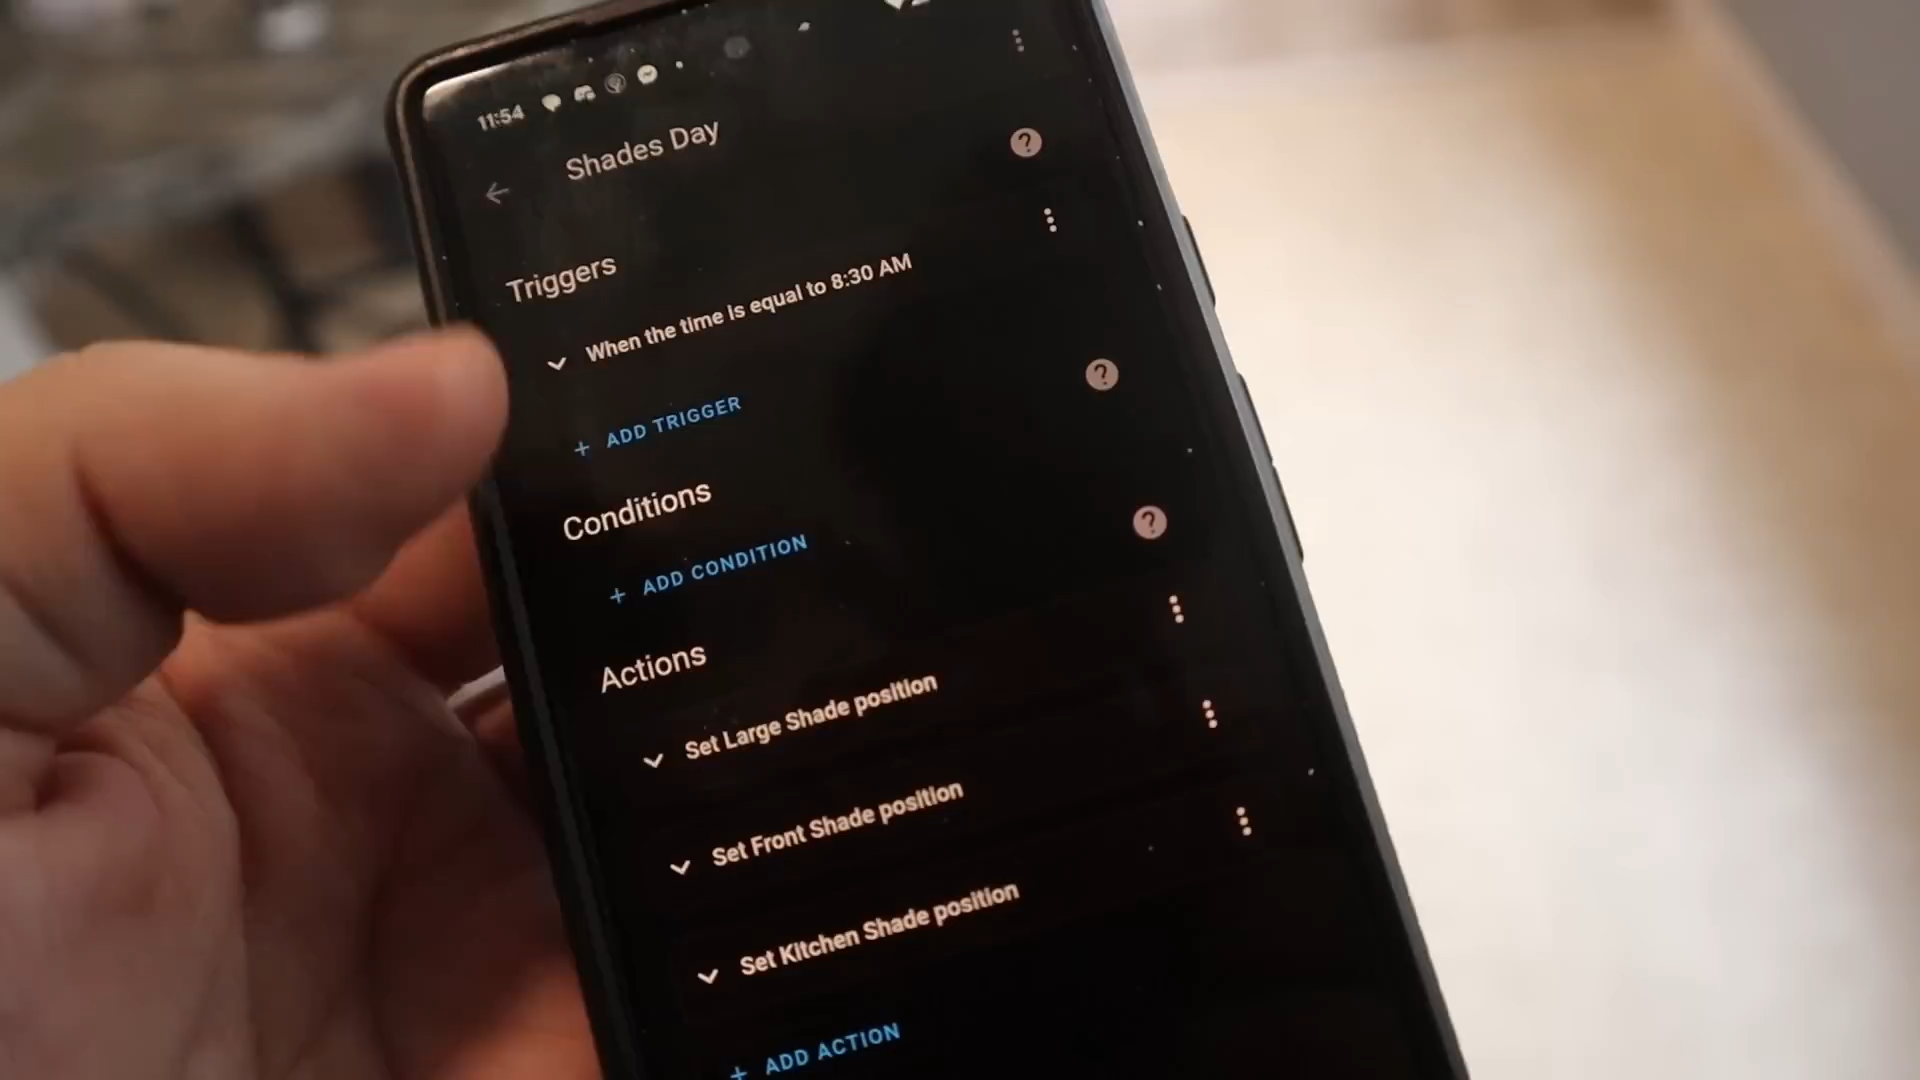 11:54
Shades Day
Triggers
When the time is equal to 8:30 AM
+ ADD TRIGGER
Conditions
+ ADD CONDITION
Actions
Set Large Shade position
Set Front Shade position
Set Kitchen Shade position
+ ADD ACTION